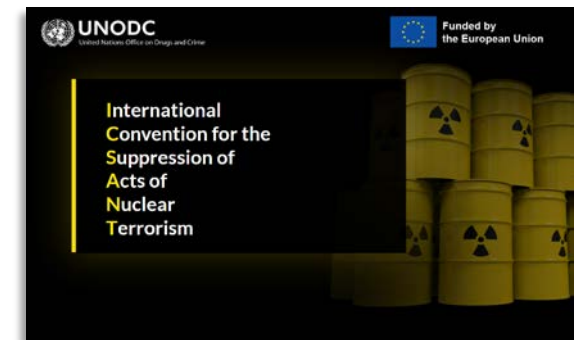 UNODC
United Nations Office on Drugs and Crime
Funded by
the European Union
International
Convention for the
Suppression of
Acts of
Nuclear
Terrorism